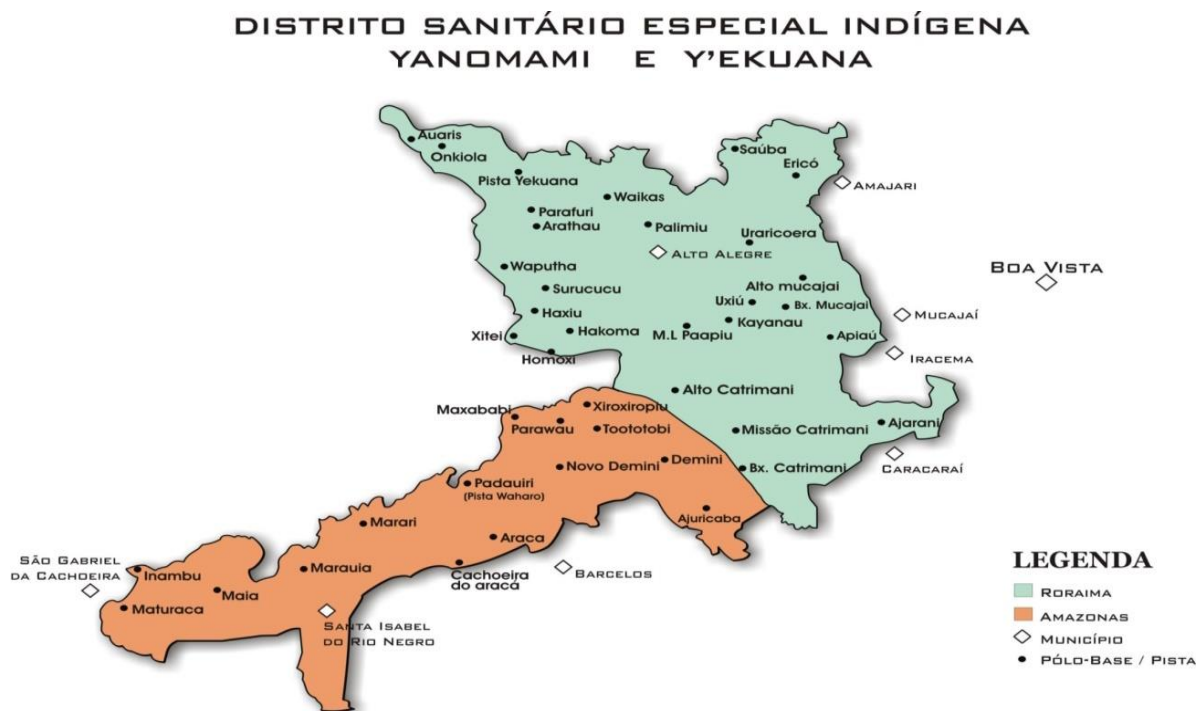 DISTRITO SANITÁRIO ESPECIAL INDÍGENA
YANOMAMI E Y'EKUANA
Auaris
Onkiola
Saúba
Ericó
Pista Yekuana
AMAJARI
Waikas
Parafuri
Arathau
Palimiu
Uraricoera
ALTO ALEGRE
Waputha
BOA VISTA
Alto mucajai
Surucucu
Uxiú
Bx. Mucajai
Haxiu
Kayanau
MUCAJAÍ
Xitei
Hakoma
M.L Paapiu
Apiaú
Homoxi
IRACEMA
Alto Catrimani
Maxababi
Xiroxiropiu
Parawau
Toototobi
Missão Catrimani
Ajarani
Novo Demini
Demini
Bx. Catrimani
CARACARAÍ
Padauiri
(Pista Waharo)
Ajuricaba
Marari
Araca
SÃO GABRIEL
DA CACHOEIRA
Inambu
Marauia
Cachoeira
do aracá
BARCELOS
Maia
Maturaca
SANTA ISABEL
DO RIO NEGRO
LEGENDA
RORAIMA
AMAZONAS
MUNICÍPIO
PÓLO-BASE / PISTA